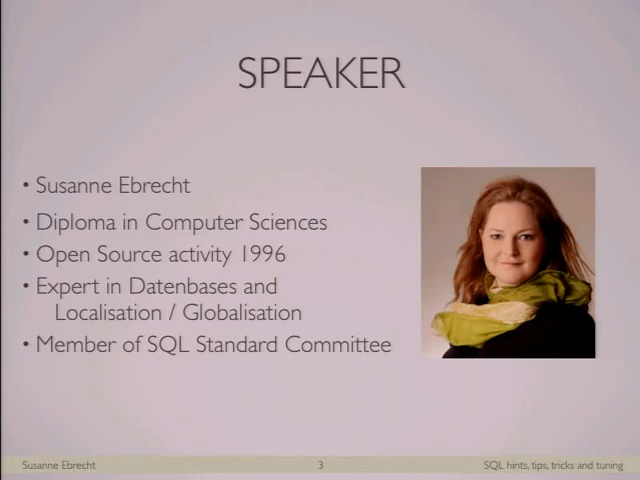 SPEAKER
• Susanne Ebrecht
• Diploma in Computer Sciences
• Open Source activity 1996
• Expert in Datenbases and
Localisation / Globalisation
• Member of SQL Standard Committee
Susanne Ebrecht
3
SQL hints, tips, tricks and tuning